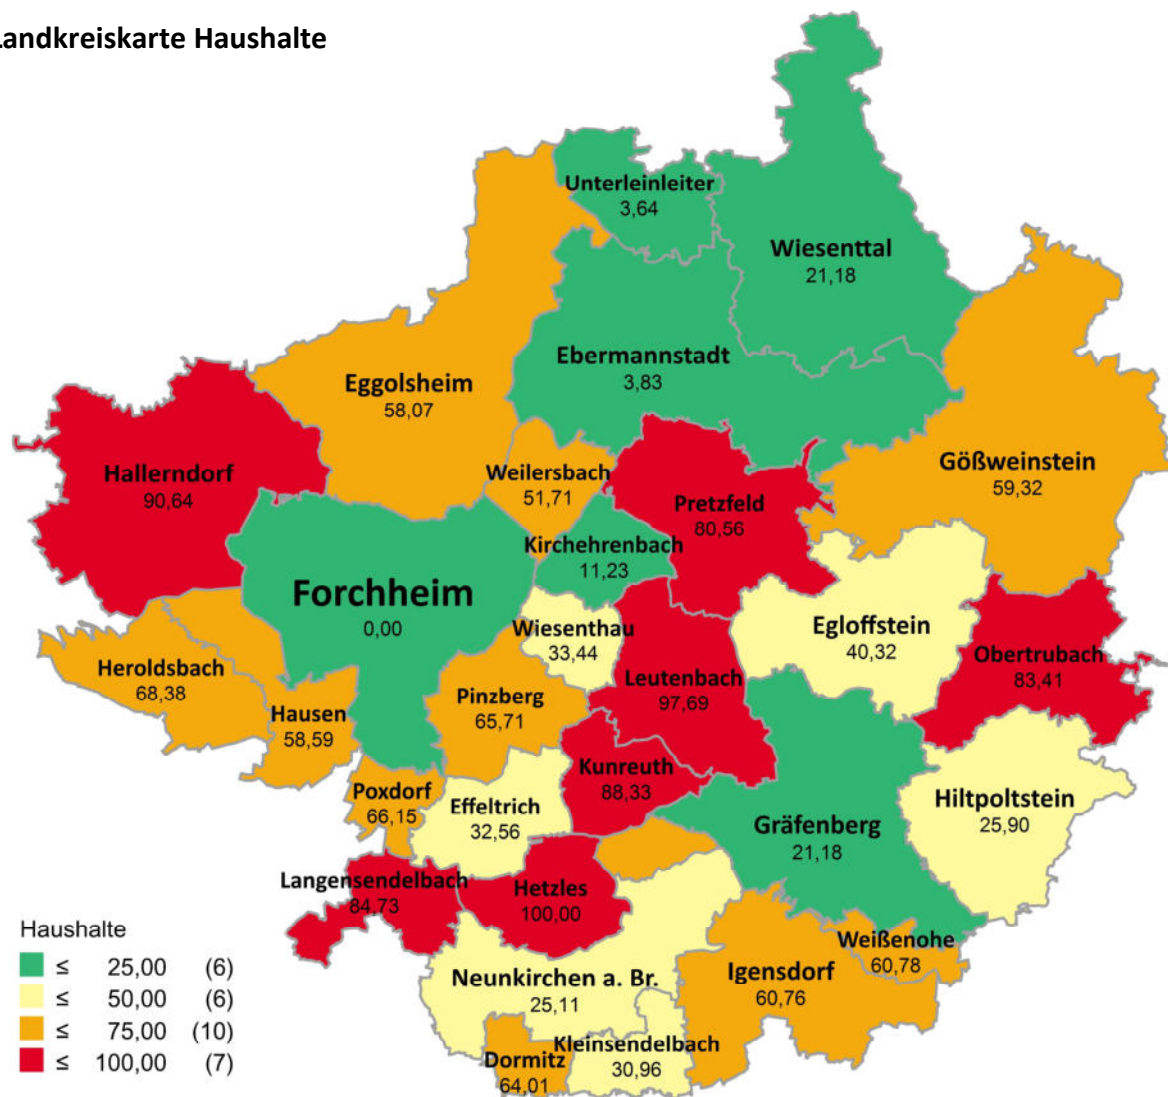 Landkreiskarte Haushalte
Unterleinleiter
3,64
Wiesenttal
21,18
Ebermannstadt
3,83
Eggolsheim
58,07
Hallerndorf
90,64
Weilersbach
51,71
Gößweinstein
59,32
Pretzfeld
80,56
Kirchehrenbach
11,23
Forchheim
0,00
Wiesenthau
33,44
Egloffstein
40,32
Obertrubach
83,41
Heroldsbach
68,38
Leutenbach
97,69
Pinzberg
65,71
Hausen
58,59
Kunreuth
88,33
Poxdorf
66,15
Effeltrich
32,56
Hiltpoltstein
25,90
Gräfenberg
21,18
Langensendelbach
84,73
Hetzles
100,00
Weißenohe
60,78
Neunkirchen a. Br.
25,11
Igensdorf
60,76
Kleinsendelbach
30,96
Dormitz
64,01
Haushalte
≤ 25,00 (6)
≤ 50,00 (6)
≤ 75,00 (10)
≤ 100,00 (7)